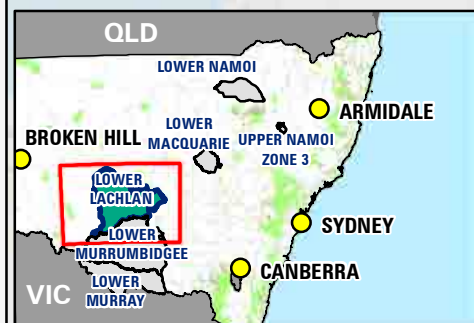 QLD
LOWER NAMOI
ARMIDALE
BROKEN HILL
LOWER
MACQUARIE
UPPER NAMOI
ZONE 3
LOWER
LACHLAN
SYDNEY
LOWER
MURRUMBIDGEE
CANBERRA
LOWER
MURRAY
VIC